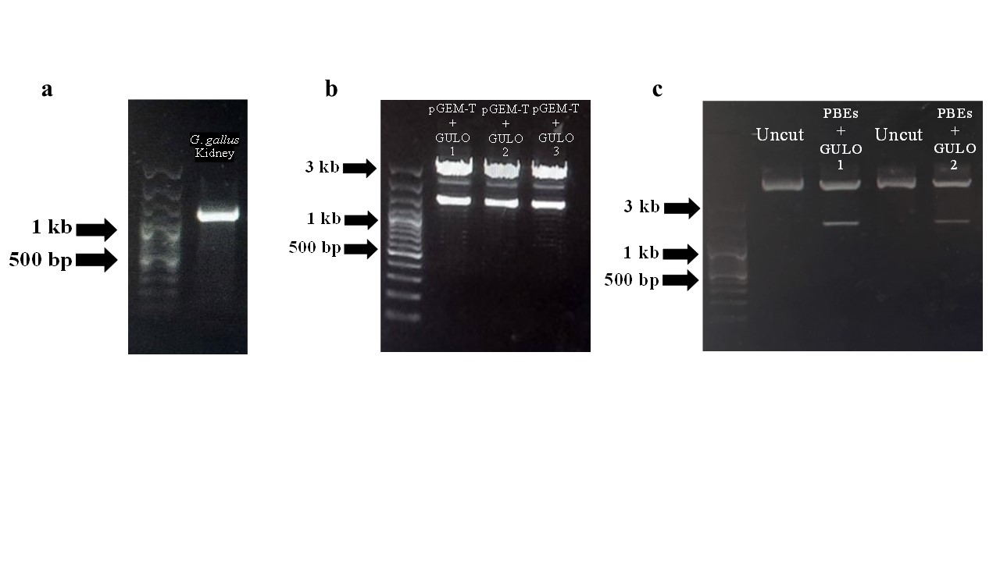 a
G. gallus
Kidney
1 kb
500 bp
b
pGEM-T
+
GULO
1
pGEM-T
+
GULO
2
pGEM-T
+
GULO
3
3 kb
1 kb
500 bp
c
Uncut
PBEs
+
GULO
1
Uncut
PBEs
+
GULO
2
3 kb
1 kb
500 bp